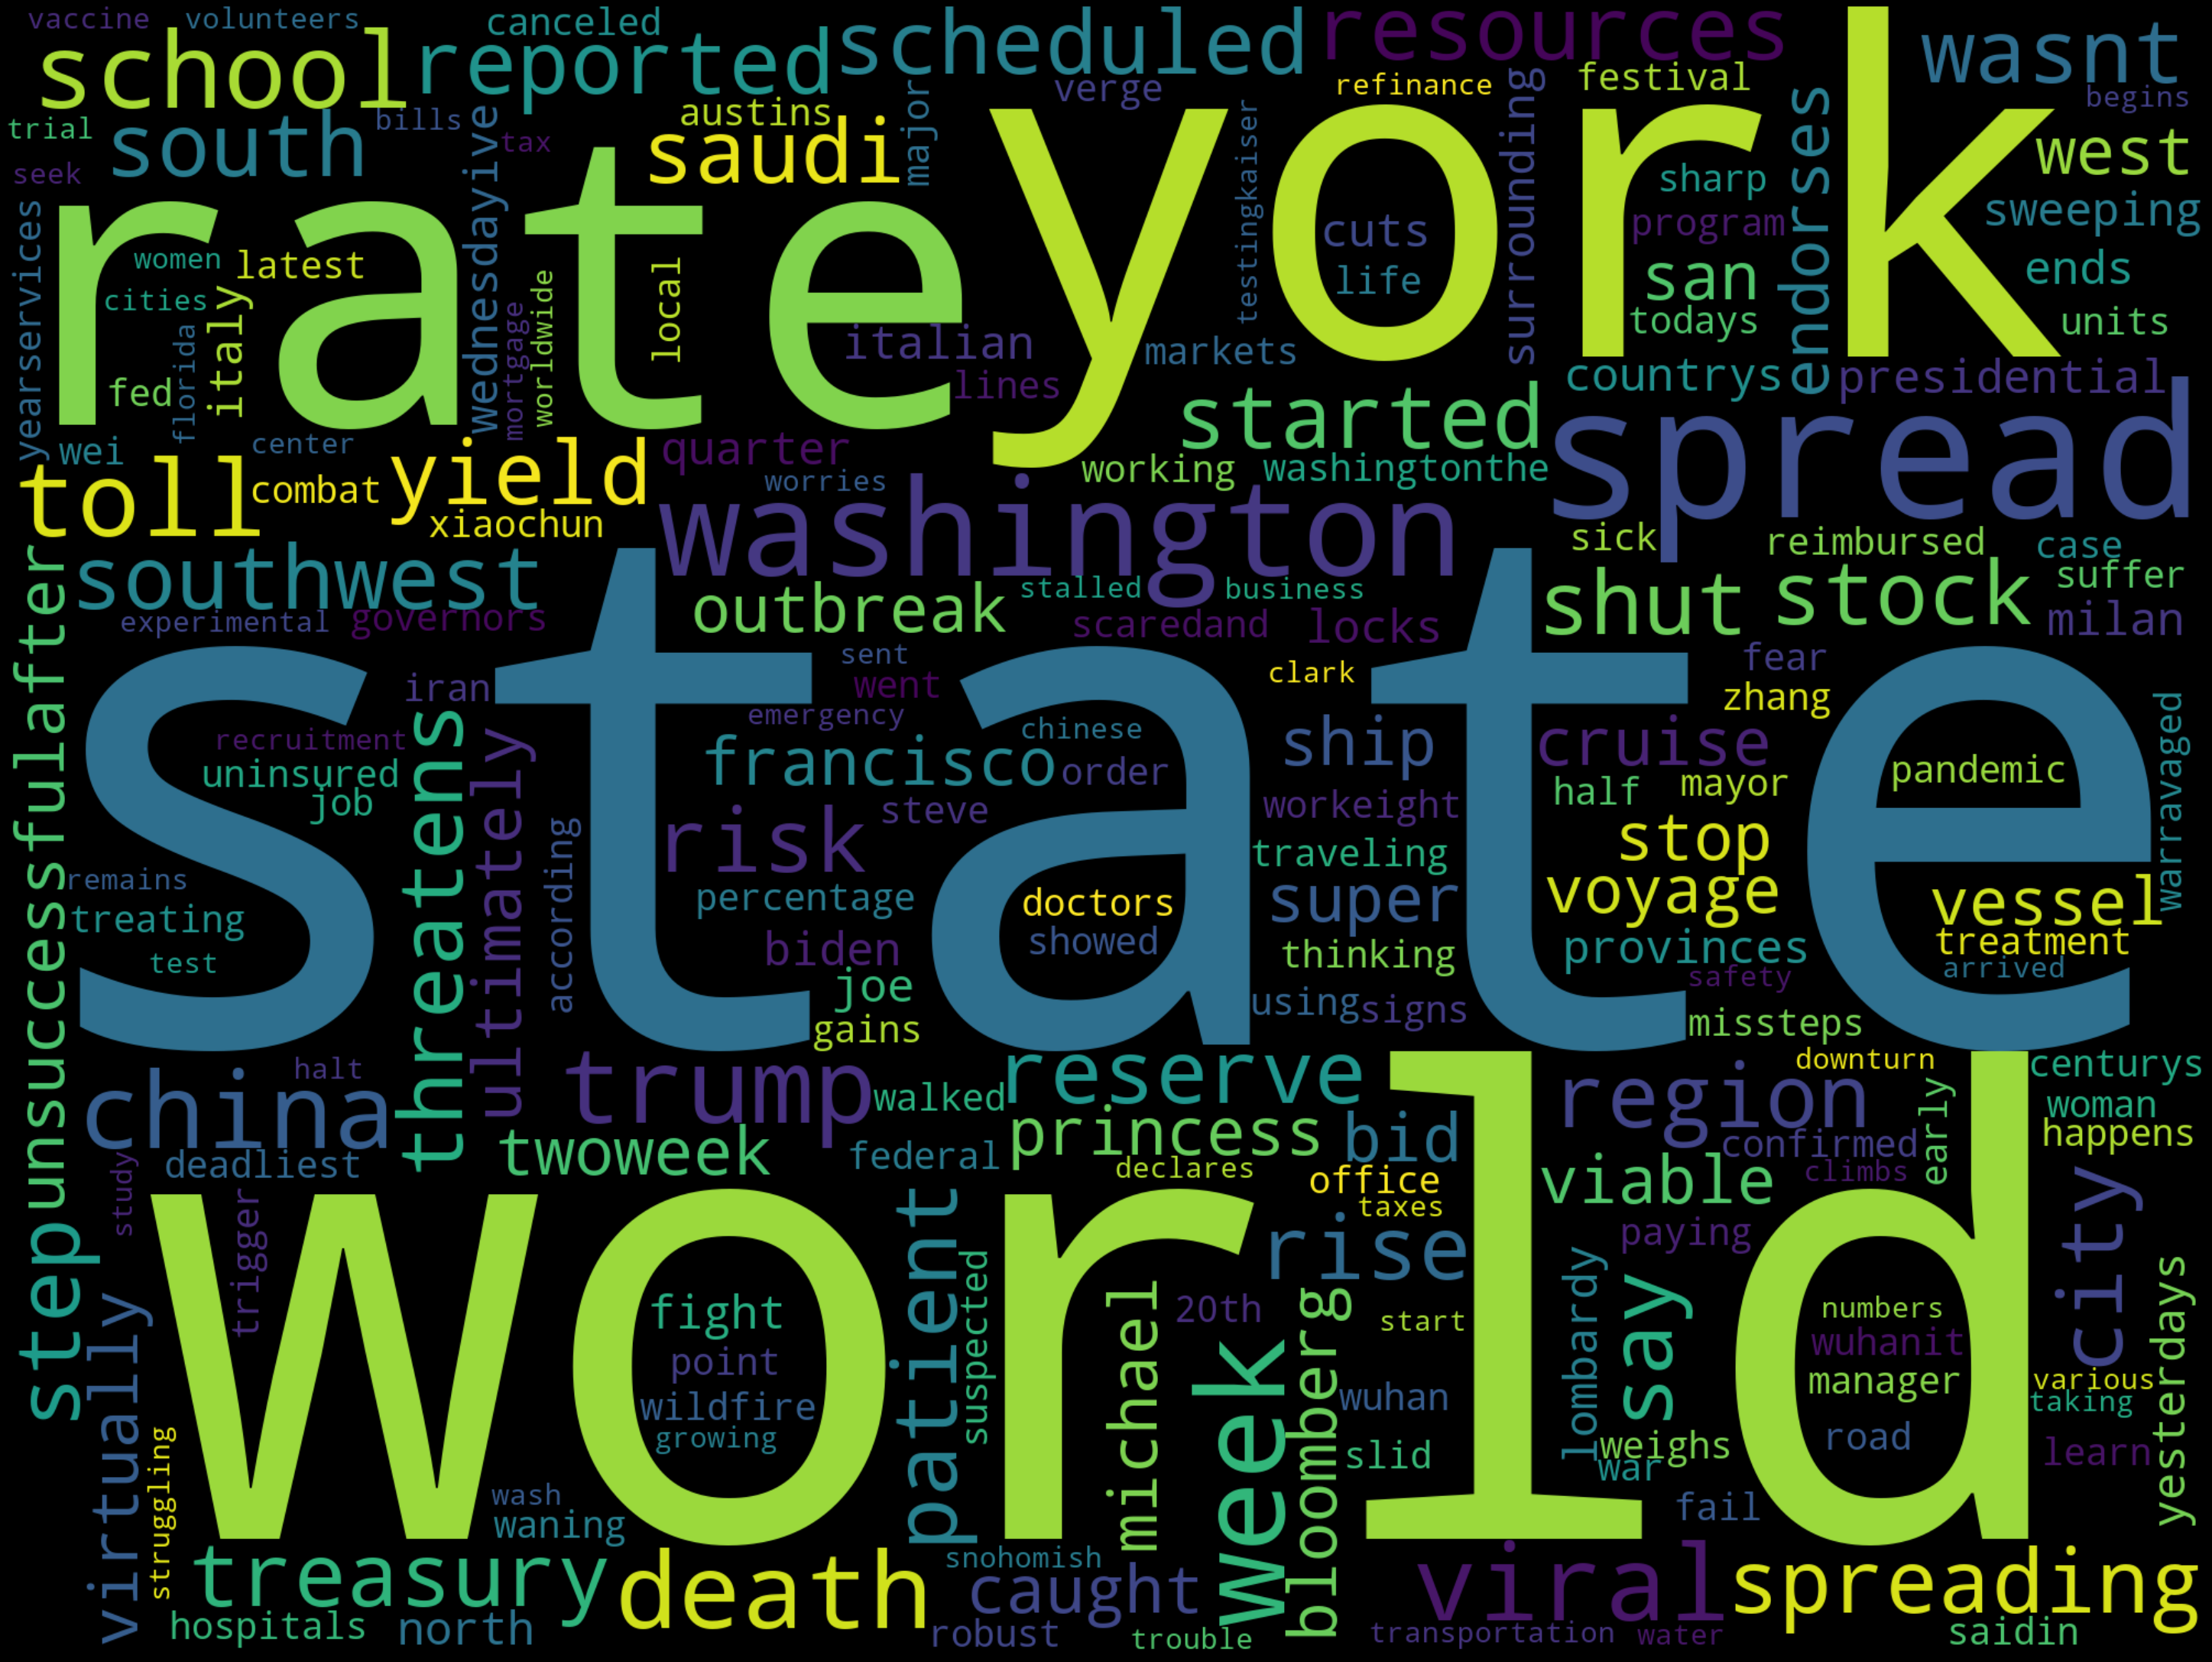 vaccine volunteers canceled scheduled resources york wasnt
school reported verge refinance festival begins
trial south bills wednesdayive tax austins saudi major testingkaiser surrounding endorses west
seek rate sharp sweeping
yearservices women latest cuts program
cities italy local life san ends
florida mortgage worldwide italian markets todays units
fed lines countrys presidential
wei center quarter started spread
toll combat yield worries working washingtonthe
xiaochun washington sick reimbursed case
unsuccessfulafter southwest outbreak stalled business shut stock suffer
experimental governors scaredand locks milan
state
iran sent went clark fear zhang warravaged
recruitment threatens ultimately emergency chinese ship cruise
uninsured francisco order half mayor pandemic
job according risk steve workeight stop
remains percentage doctors traveling voyage vessel
treating biden showed super provinces treatment
test joe thinking safety arrived
gains using signs missteps
china halt trump reserve region downturn centurys
walked early woman
deadliest twoweek federal princess bid confirmed happens
study declares office viable climbs
world
step trigger patient taxes paying city
virtually fight suspected michael 20th week bloomberg rise lombardy say numbers yesterdays
point start wuhanit
wildfire wuhan manager various
growing slid weighs road taking
struggling wash war learn
waning fail
treasury death snohomish caught viral spreading
hospitals north robust trouble transportation water saidin